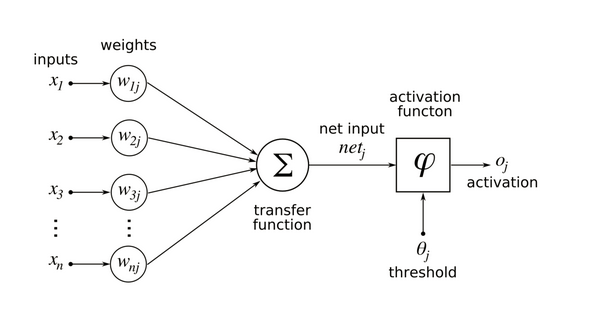 inputs
weights
x1
w1j
x2
w2j
x3
w3j
⋮
⋮
xn
wnj
Σ
transfer
function
net input
netj
activation
functon
φ
oj
activation
θj
threshold